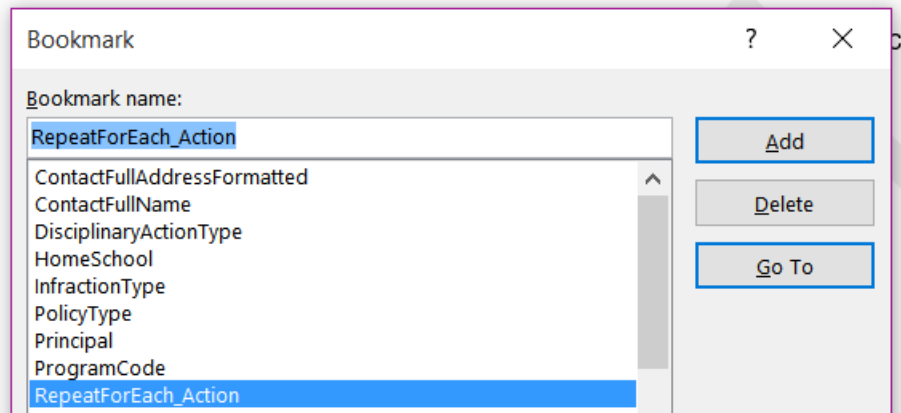 Bookmark ?
Bookmark name:
RepeatForEach_Action
Add
ContactFullAddressFormatted
ContactFullName
DisciplinaryActionType
HomeSchool
InfractionType
PolicyType
Principal
ProgramCode
RepeatForEach_Action
Delete
Go To